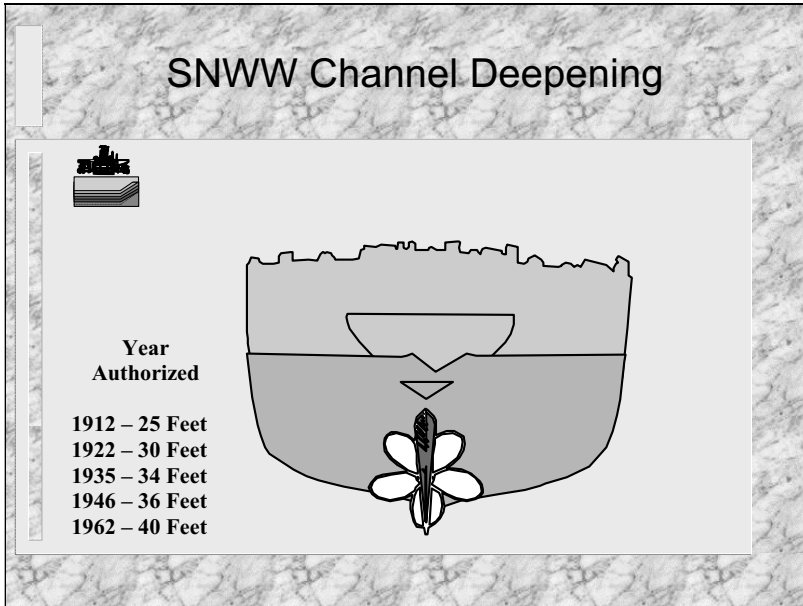 SNWW Channel Deepening
Year
Authorized
1912 – 25 Feet
1922 – 30 Feet
1935 – 34 Feet
1946 – 36 Feet
1962 – 40 Feet